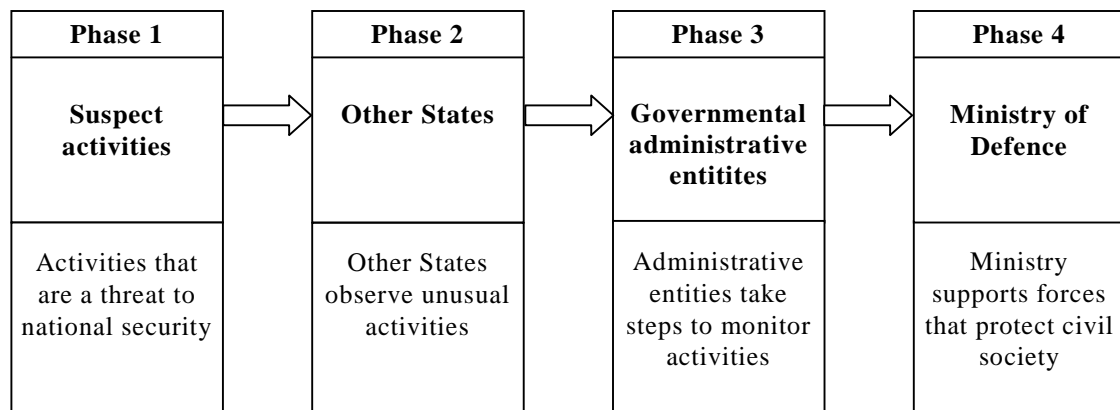 Phase 1
Suspect
activities
Activities that
are a threat to
national security
Phase 2
Other States
Other States
observe unusual
activities
Phase 3
Governmental
administrative
entitites
Administrative
entities take
steps to monitor
activities
Phase 4
Ministry of
Defence
Ministry
supports forces
that protect civil
society